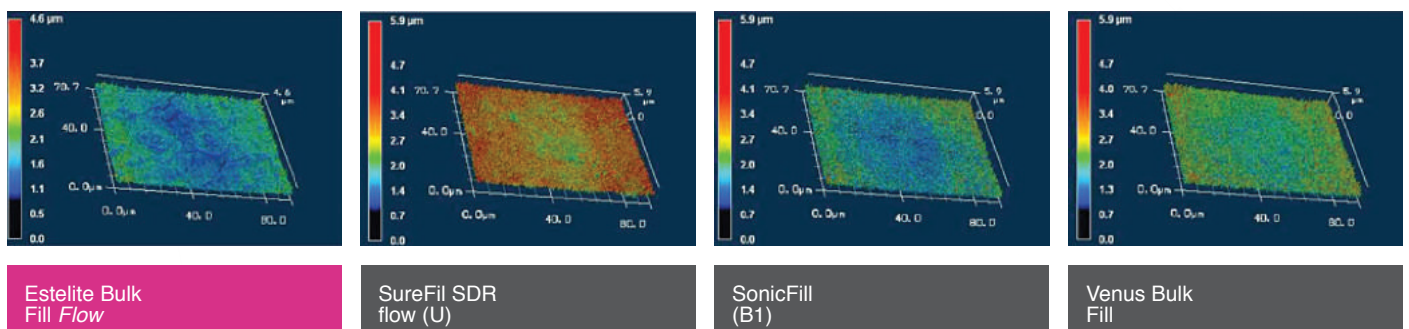 4.6 µm
3.7
3.2
2.6
2.1
1.6
1.1
0.5
0.0
70.7
40.0
0.0µm
0.0µm
40.0
80.0
4.6
µm
Estelite Bulk
Fill Flow
5.9 µm
4.7
4.1
3.4
2.7
2.0
1.4
0.7
0.0
70.7
40.0
0.0µm
0.0µm
40.0
80.0
5.9
µm
0.0
SureFil SDR
flow (U)
5.9 µm
4.7
4.1
3.4
2.7
2.0
1.4
0.7
0.0
70.7
40.0
0.0µm
0.0µm
40.0
80.0
5.9
µm
0.0
SonicFill
(B1)
5.9 µm
4.7
4.0
3.4
2.7
2.0
1.3
0.7
0.0
70.7
40.0
0.0µm
0.0µm
40.0
80.0
5.9
µm
0.0
Venus Bulk
Fill